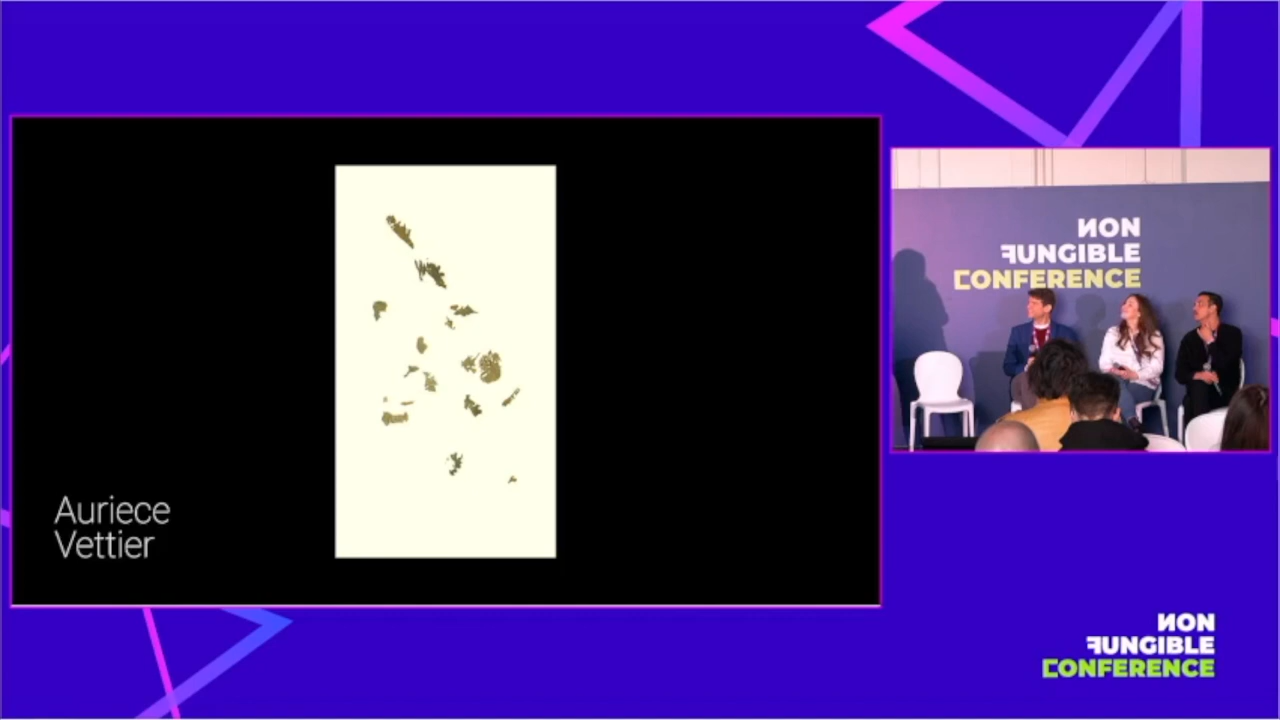 Auriece
Vettier
NON
FUNGIBLE
CONFERENCE
NON
FUNGIBLE
CONFERENCE